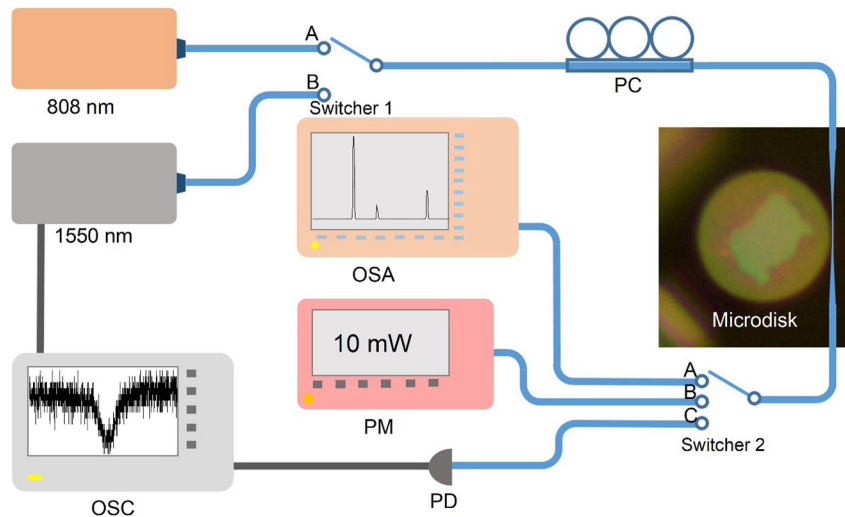 A
PC
808 nm
B
Switcher 1
1550 nm
OSA
Microdisk
10 mW
A
B
C
PM
Switcher 2
OSC
PD